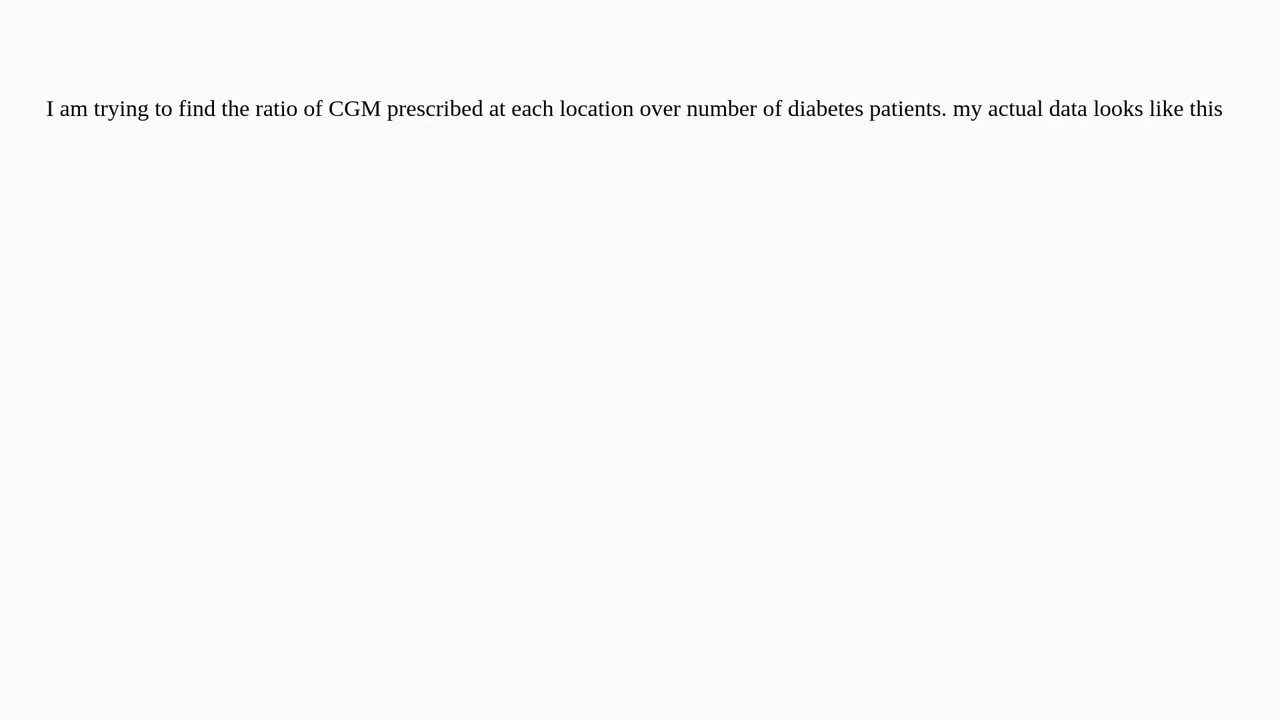 I am trying to find the ratio of CGM prescribed at each location over number of diabetes patients. my actual data looks like this